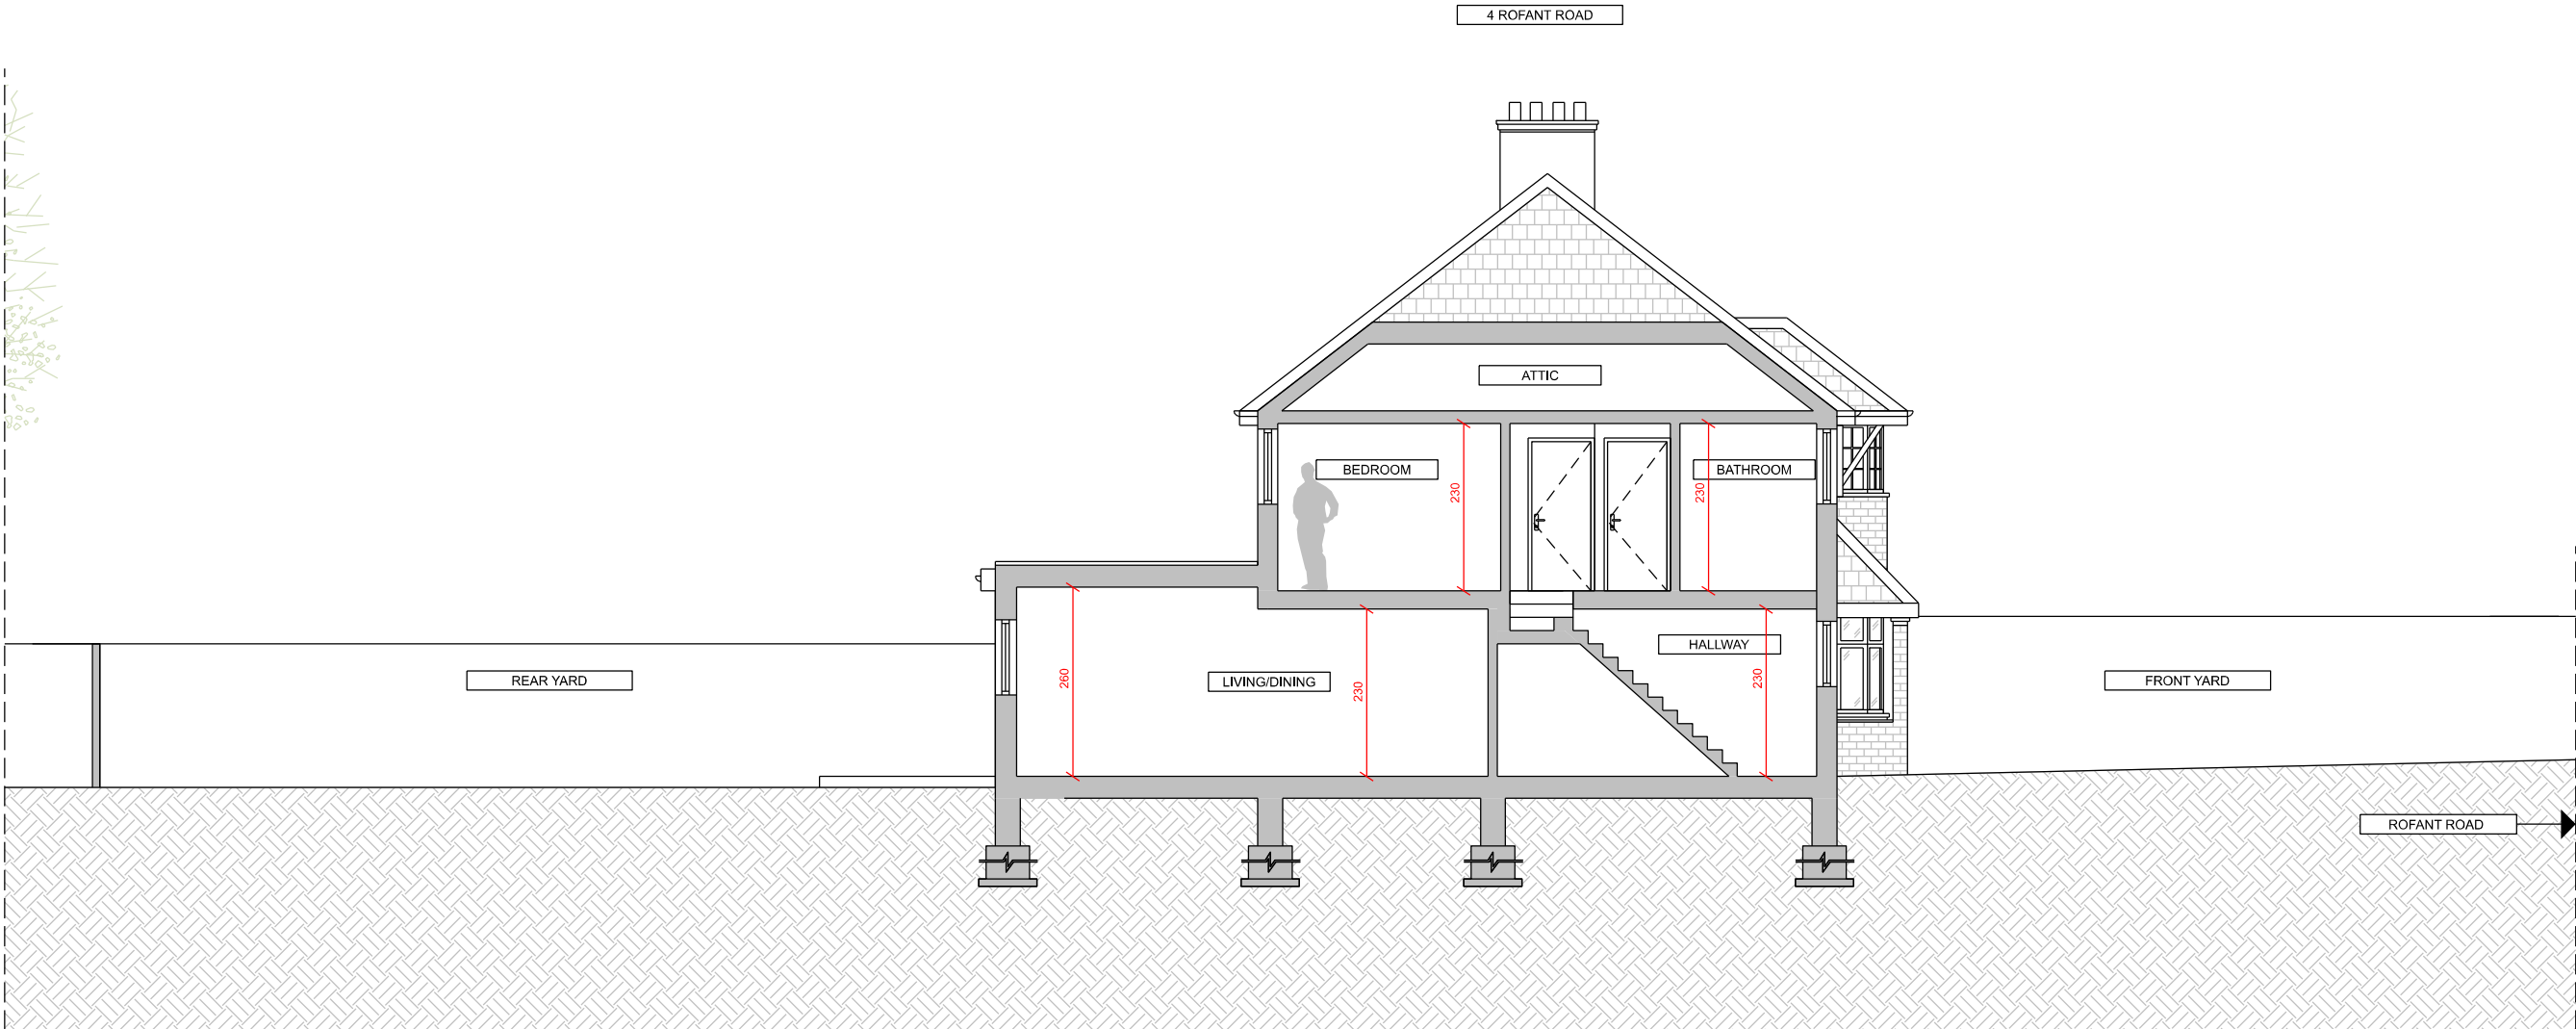 4 ROFANT ROAD
ATTIC
BEDROOM
BATHROOM
230
230
HALLWAY
REAR YARD
LIVING/DINING
FRONT YARD
260
230
230
ROFANT ROAD